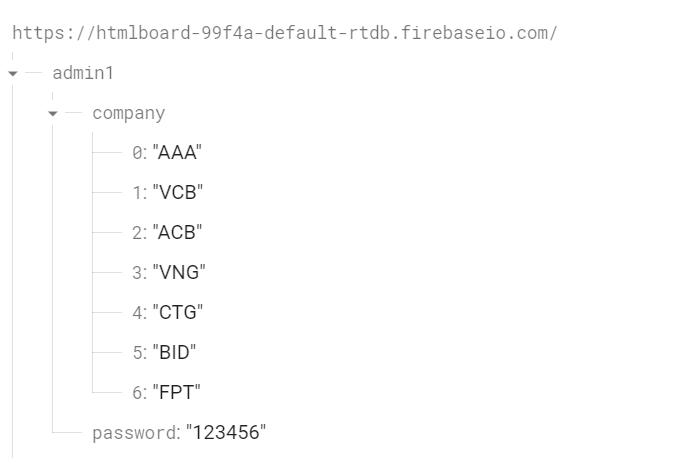 https://htmlboard-99f4a-default-rtdb.firebaseio.com/
admin1
company
0: "AAA"
1: "VCB"
2: "ACB"
3: "VNG"
4: "CTG"
5: "BID"
6: "FPT"
password: "123456"